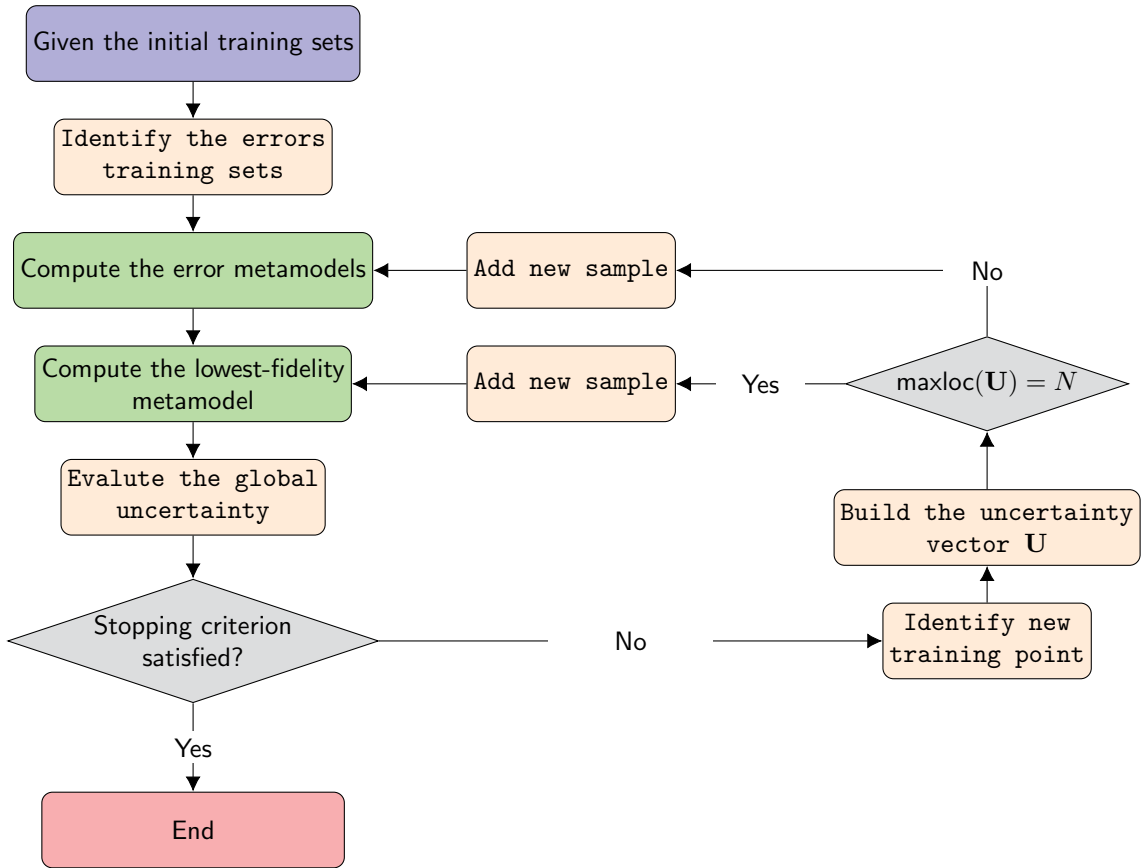 Given the initial training sets
Identify the errors
training sets
Compute the error metamodels
Add new sample
No
Compute the lowest-fidelity
metamodel
Add new sample
Yes
maxloc(U) = N
Evalute the global
uncertainty
Build the uncertainty
vector U
Stopping criterion
satisfied?
No
Identify new
training point
Yes
End